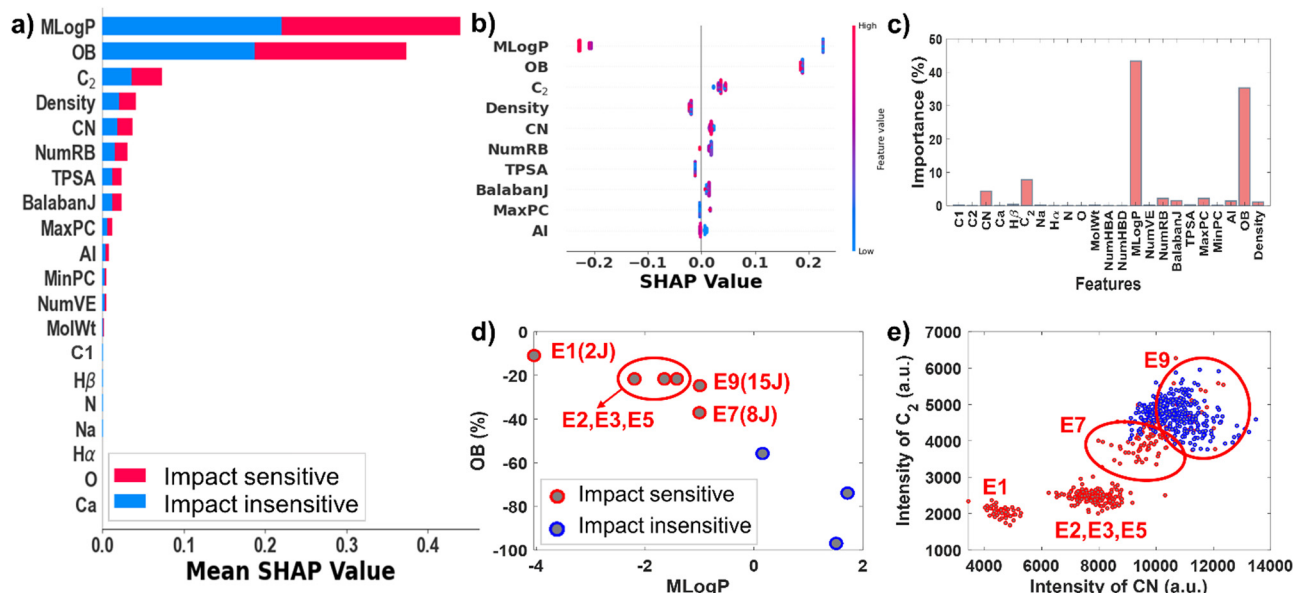 a)
MLogP
OB
C₂
Density
CN
NumRB
TPSA
BalabanJ
MaxPC
AI
MinPC
NumVE
MolWt
C1
Hβ
N
Na
Hα
O
Ca
Impact sensitive
Impact insensitive
0.0 0.1 0.2 0.3 0.4
Mean SHAP Value
b)
MLogP
OB
C₂
Density
CN
NumRB
TPSA
BalabanJ
MaxPC
AI
−0.2 −0.1 0.0 0.1 0.2
SHAP Value
High
Feature value
Low
c)
Importance (%)
60
50
40
30
20
10
0
C1 C2 CN Ca Hβ C_2 Na Hα N O MolWt NumHBA NumHBD MLogP NumVE NumRB BalabanJ TPSA MaxPC MinPC AI OB Density
Features
d)
OB (%)
0
-20
-40
-60
-80
-100
E1(2J)
E9(15J)
E7(8J)
E2,E3,E5
Impact sensitive
Impact insensitive
-4 -2 0 2
MLogP
e)
Intensity of C₂ (a.u.)
7000
6000
5000
4000
3000
2000
1000
E9
E7
E1
E2,E3,E5
4000 6000 8000 10000 12000 14000
Intensity of CN (a.u.)